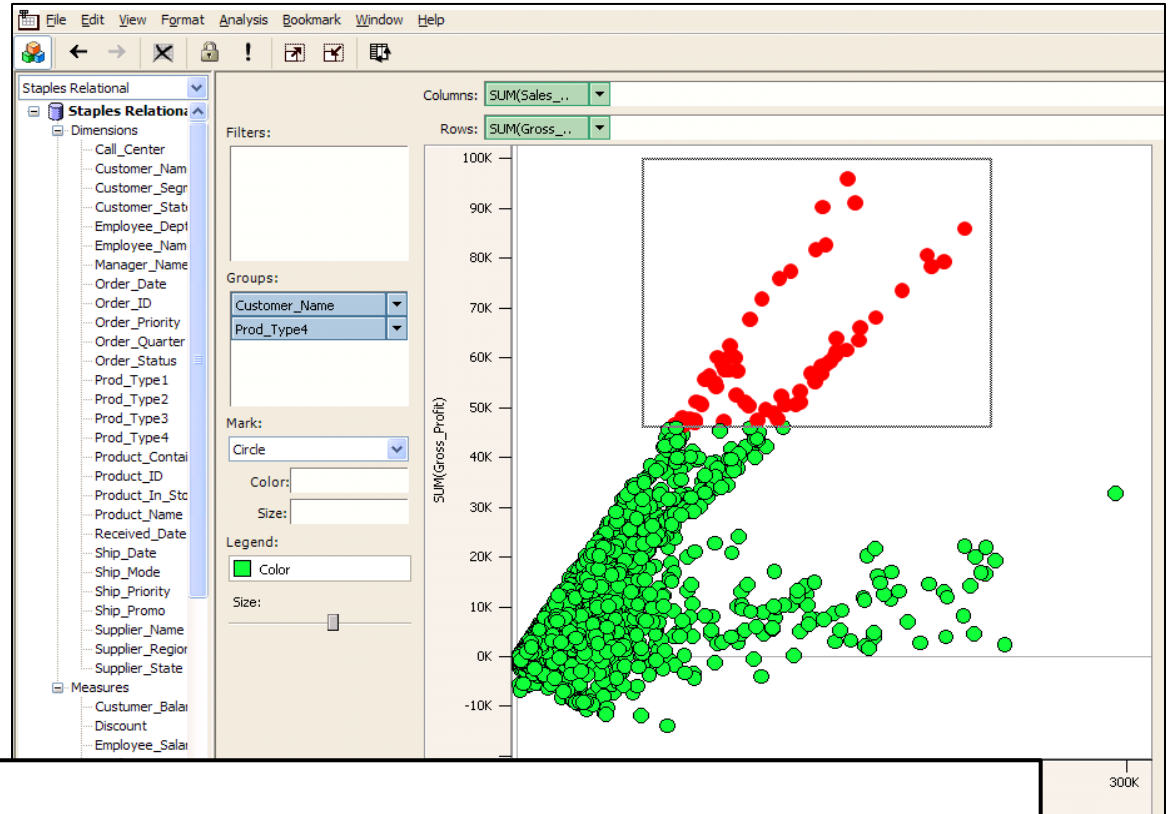 File Edit View Format Analysis Bookmark Window Help
Staples Relational
Staples Relationa
Dimensions
Call_Center
Customer_Nam
Customer_Segr
Customer_Stat
Employee_Dept
Employee_Nam
Manager_Name
Order_Date
Order_ID
Order_Priority
Order_Quarter
Order_Status
Prod_Type1
Prod_Type2
Prod_Type3
Prod_Type4
Product_Contai
Product_ID
Product_In_Sto
Product_Name
Received_Date
Ship_Date
Ship_Mode
Ship_Priority
Ship_Promo
Supplier_Name
Supplier_Region
Supplier_State
Measures
Custumer_Balan
Discount
Employee_Salar
Filters:
Groups:
Customer_Name
Prod_Type4
Mark:
Circle
Color:
Size:
Legend:
Color
Size:
Columns: SUM(Sales_..
Rows: SUM(Gross_..
SUM(Gross_Profit)
100K
90K
80K
70K
60K
50K
40K
30K
20K
10K
0K
-10K
300K